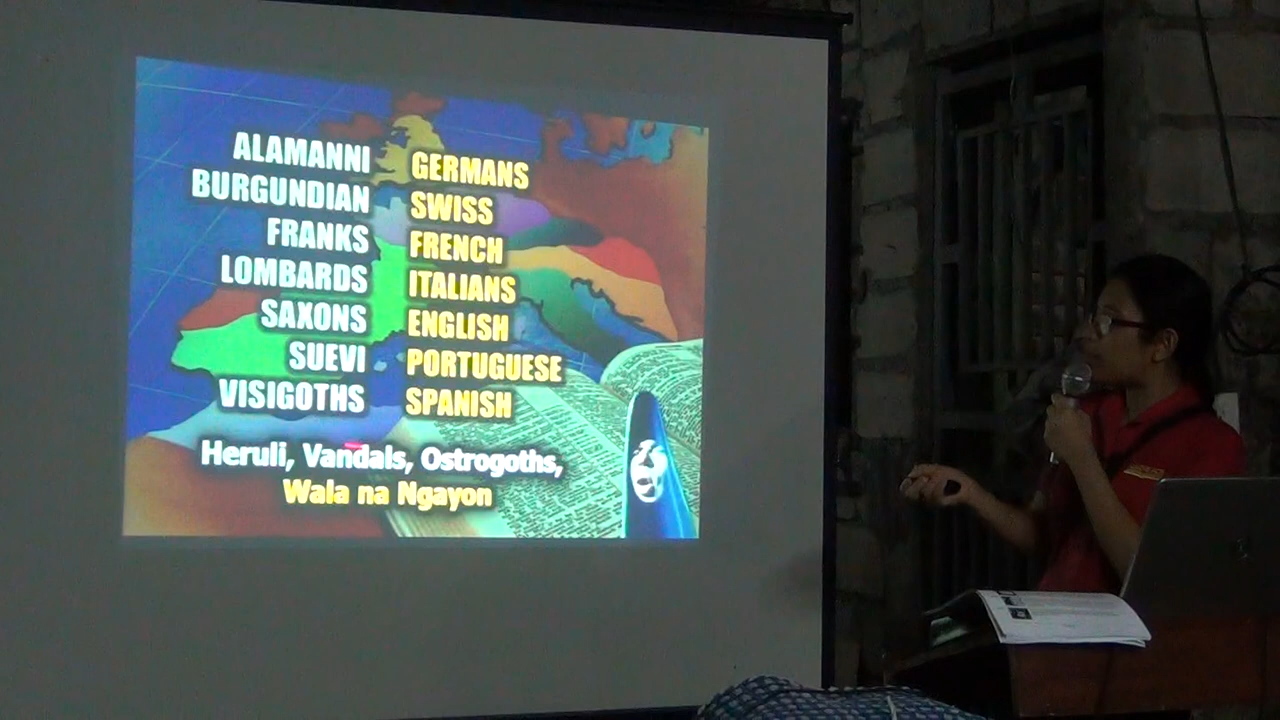 ALAMANNI GERMANS
BURGUNDIAN SWISS
FRANKS FRENCH
LOMBARDS ITALIANS
SAXONS ENGLISH
SUEVI PORTUGUESE
VISIGOTHS SPANISH
Heruli, Vandals, Ostrogoths,
Wala na Ngayon